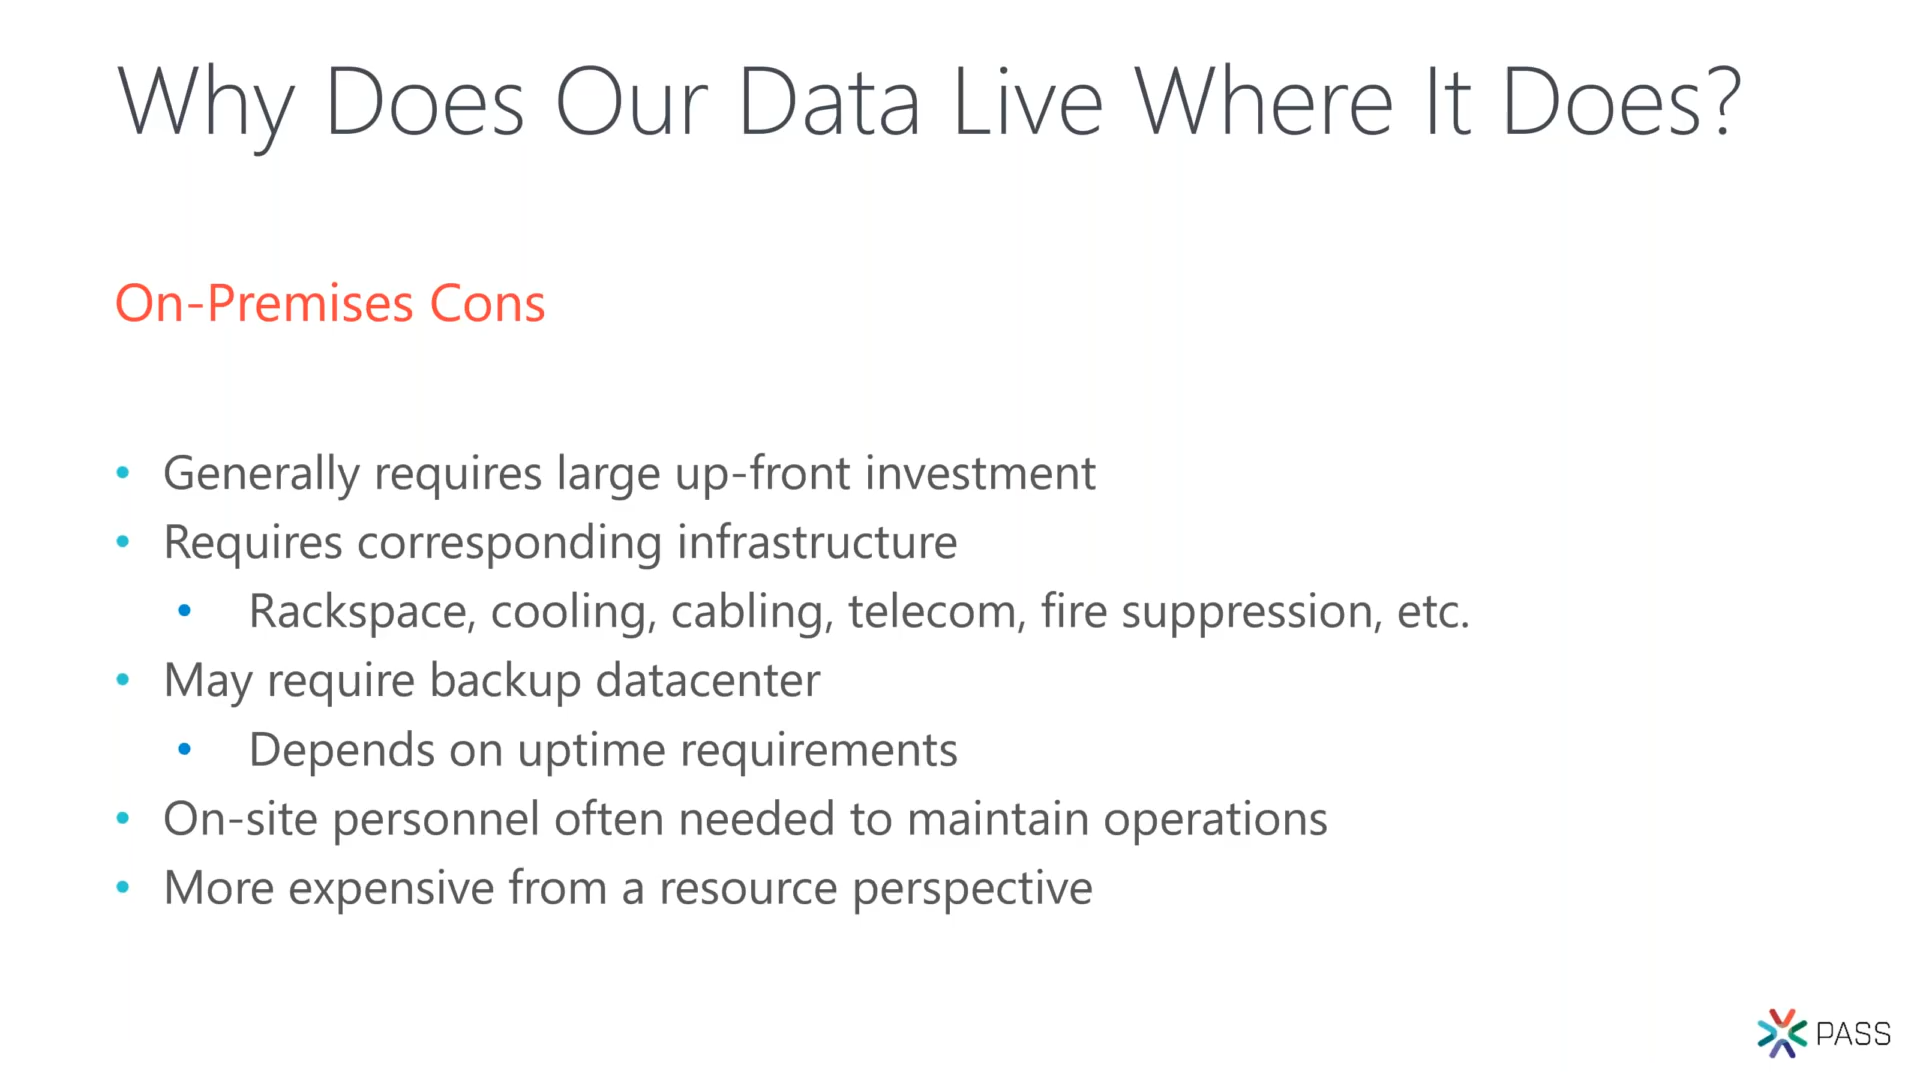 Why Does Our Data Live Where It Does?
On-Premises Cons
• Generally requires large up-front investment
• Requires corresponding infrastructure
• Rackspace, cooling, cabling, telecom, fire suppression, etc.
• May require backup datacenter
• Depends on uptime requirements
• On-site personnel often needed to maintain operations
• More expensive from a resource perspective
PASS